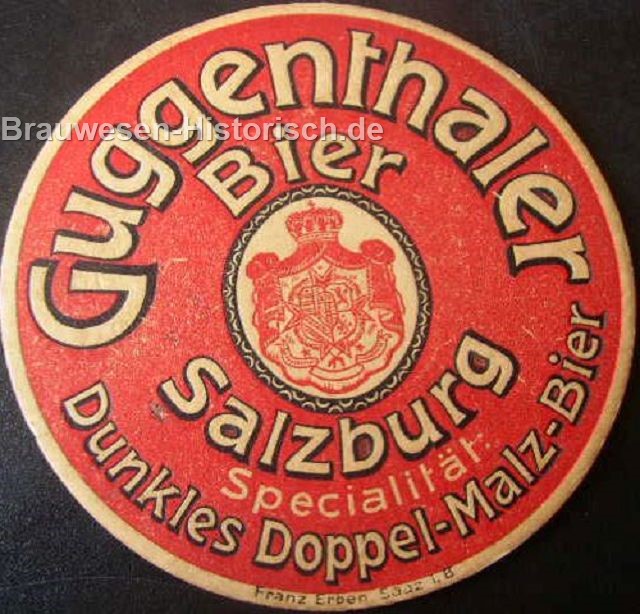 Guggenthaler
Brauwesen-Historisch.de
Bier
Salzburg
Specialität:
Dunkles Doppel-Malz-Bier
Franz Erben Saaz i. B